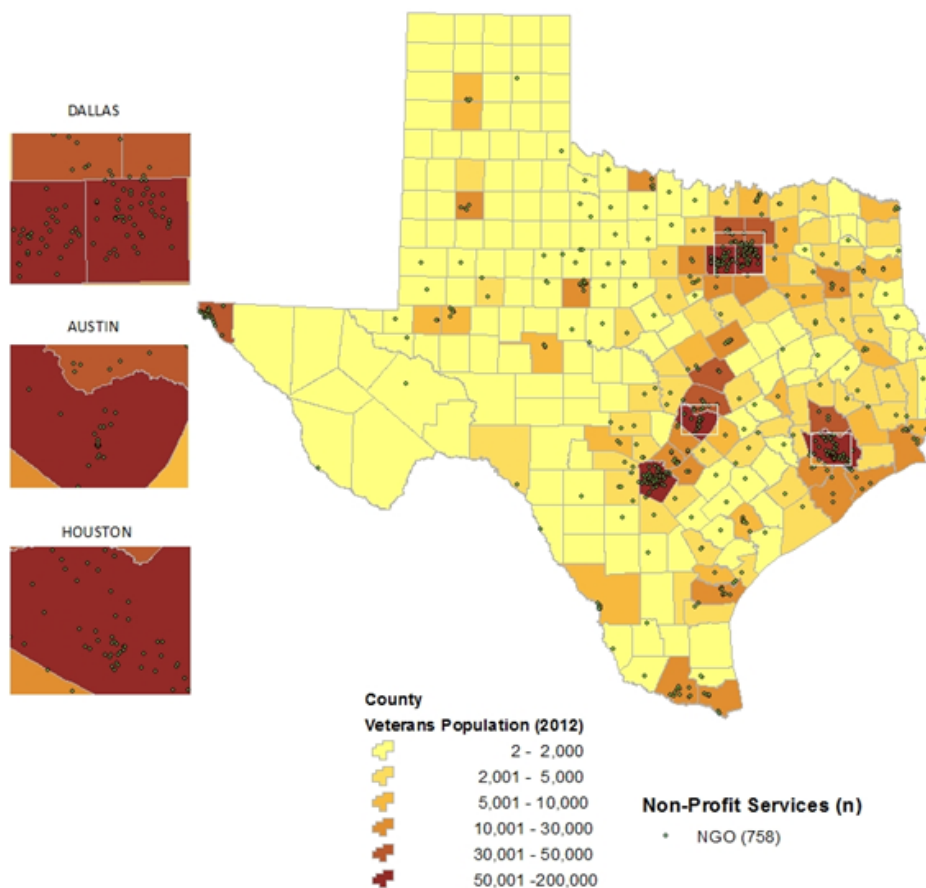 DALLAS
AUSTIN
HOUSTON
County
Veterans Population (2012)
2 - 2,000
2,001 - 5,000
5,001 - 10,000
10,001 - 30,000
30,001 - 50,000
50,001 -200,000
Non-Profit Services (n)
NGO (758)